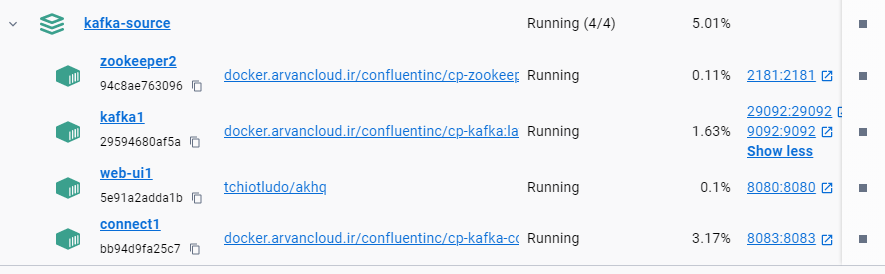 kafka-source Running (4/4) 5.01%
zookeeper2
94c8ae763096 docker.arvancloud.ir/confluentinc/cp-zookeep Running 0.11% 2181:2181
kafka1
29594680af5a docker.arvancloud.ir/confluentinc/cp-kafka:la Running 1.63% 29092:29092
9092:9092
Show less
web-ui1
5e91a2adda1b tchiotludo/akhq Running 0.1% 8080:8080
connect1
bb94d9fa25c7 docker.arvancloud.ir/confluentinc/cp-kafka-co Running 3.17% 8083:8083